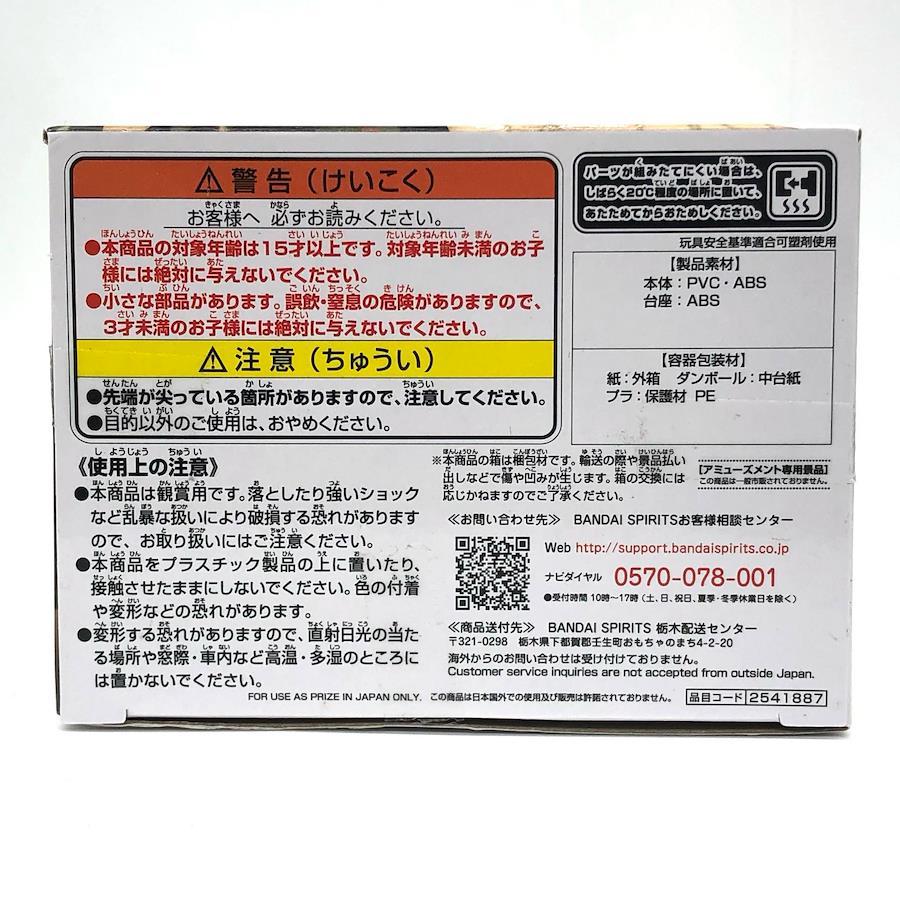 ⚠警告（けいこく）
お客様へ 必ずお読みください。
●本商品の対象年齢は15才以上です。対象年齢未満のお子
様には絶対に与えないでください。
●小さな部品があります。誤飲・窒息の危険がありますので、
3才未満のお子様には絶対に与えないでください。
⚠注意（ちゅうい）
●先端が尖っている箇所がありますので、注意してください。
●目的以外のご使用は、おやめください。
《使用上の注意》
●本商品は観賞用です。落としたり強いショック
など乱暴な扱いにより破損する恐れがあります
ので、お取り扱いにはご注意ください。
●本商品をプラスチック製品の上に置いたり、
接触させたままにしないでください。色の付着
や変形などの恐れがあります。
●変形する恐れがありますので、直射日光の当た
る場所や窓際・車内など高温・多湿のところに
は置かないでください。
パーツが組みたてにくい場合は、
しばらく20℃程度の場所に置いて、
あたためてからおためしください。
玩具安全基準適合可塑剤使用
【製品素材】
本体：PVC・ABS
台座：ABS
【容器包装材】
紙：外箱 ダンボール：中台紙
プラ：保護材 PE
※本商品の箱は梱包材です。輸送の際や景品払い
出しなどで傷や凹みが生じます。箱の交換には
応じかねますのでご了承ください。
【アミューズメント専用景品】
この商品は一般市販されておりません。
≪お問い合わせ先≫ BANDAI SPIRITSお客様相談センター
Web http://support.bandaispirits.co.jp
ナビダイヤル 0570-078-001
●受付時間 10時～17時（土、日、祝日、夏季・冬季休業日を除く）
≪商品送付先≫ BANDAI SPIRITS 栃木配送センター
〒321-0298 栃木県下都賀郡壬生町おもちゃのまち4-2-20
海外からのお問い合わせは受け付けておりません。
Customer service inquiries are not accepted from outside Japan.
FOR USE AS PRIZE IN JAPAN ONLY. この商品は日本国外での使用及び販売は許諾されておりません。
品目コード 2541887